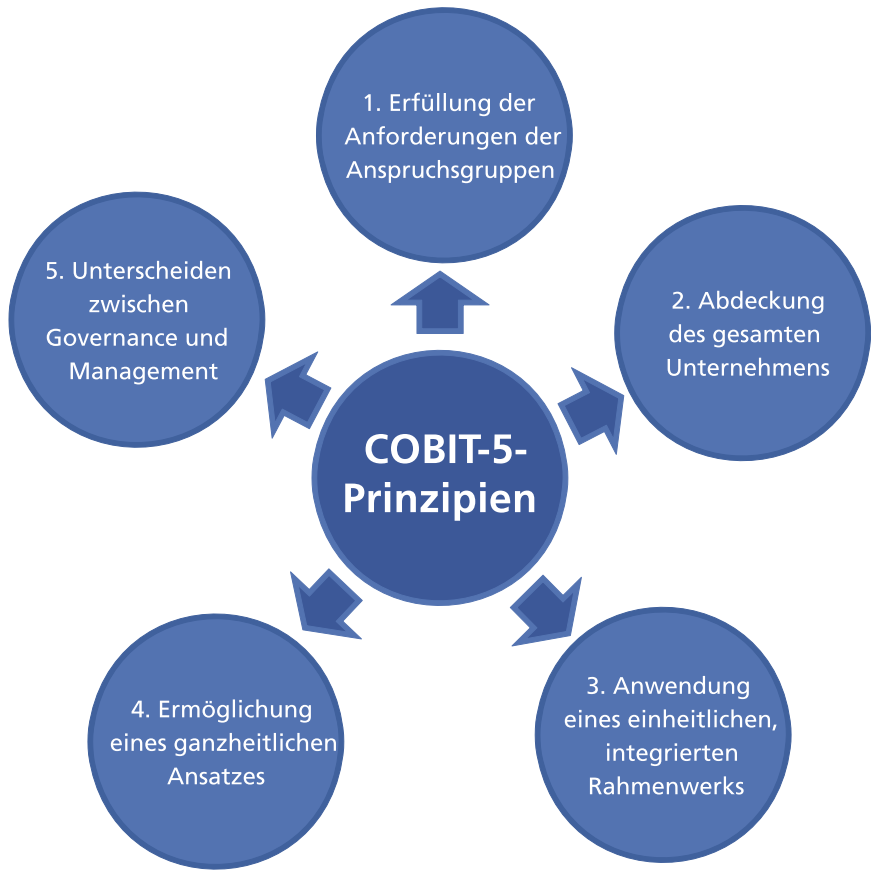 1. Erfüllung der
Anforderungen der
Anspruchsgruppen
2. Abdeckung
des gesamten
Unternehmens
3. Anwendung
eines einheitlichen,
integrierten
Rahmenwerks
4. Ermöglichung
eines ganzheitlichen
Ansatzes
5. Unterscheiden
zwischen
Governance und
Management
COBIT-5-
Prinzipien